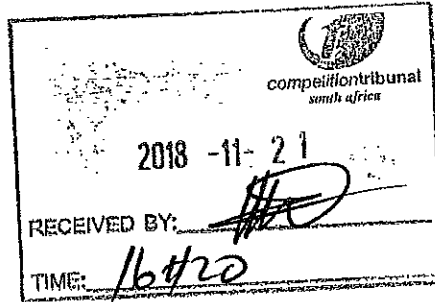 competitiontribunal
south africa
2018 -11- 21
RECEIVED BY:
TIME: 16H20